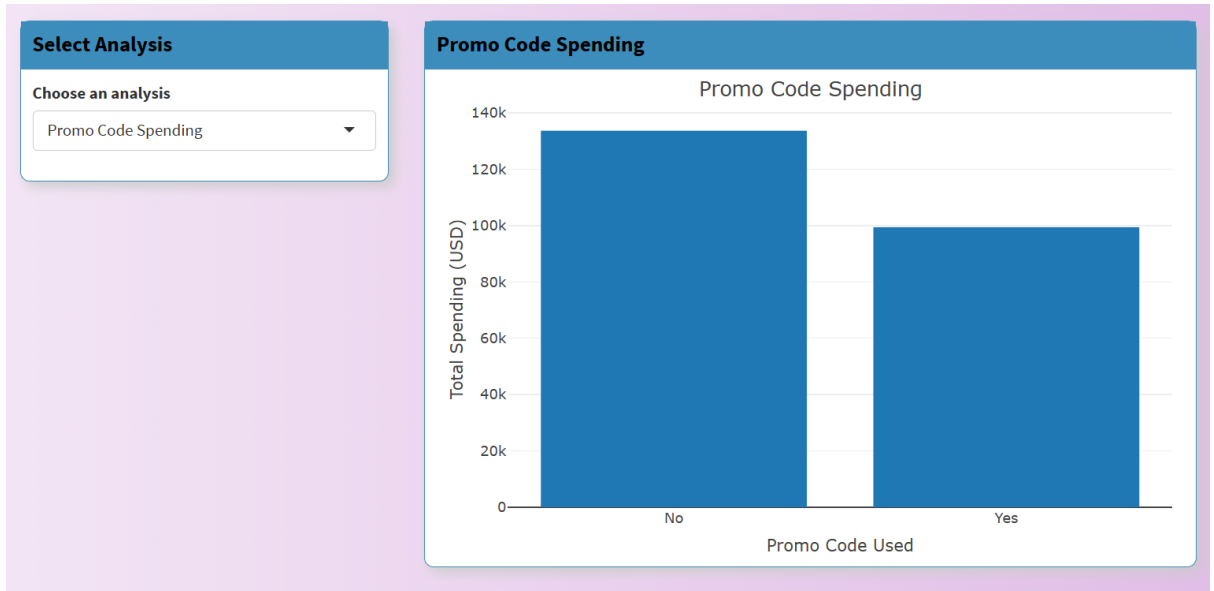 Select Analysis
Choose an analysis
Promo Code Spending
Promo Code Spending
Promo Code Spending
Total Spending (USD)
140k
120k
100k
80k
60k
40k
20k
0
No Yes
Promo Code Used